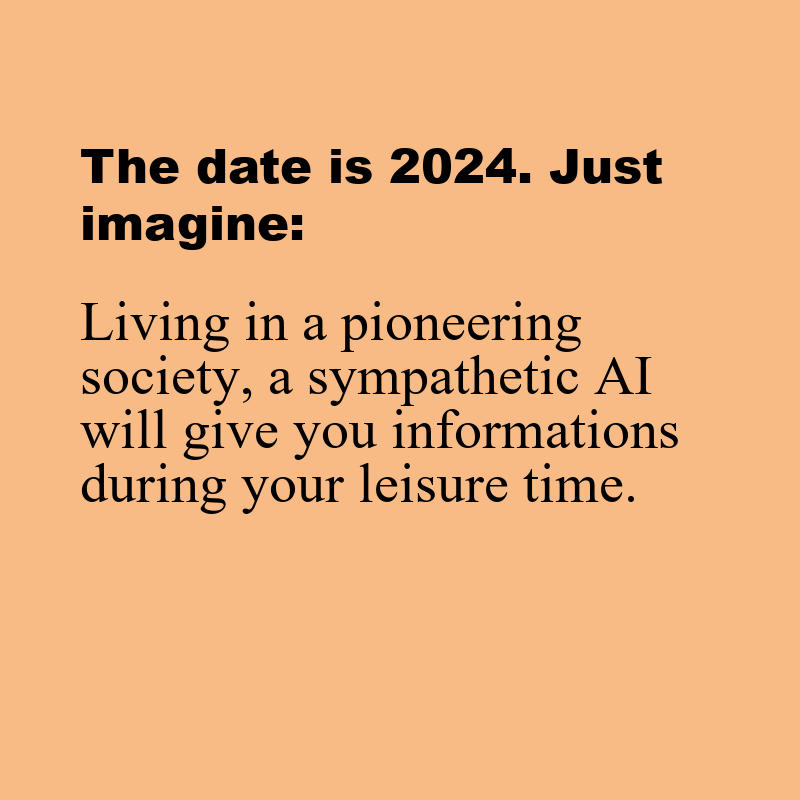 The date is 2024. Just
imagine:
Living in a pioneering
society, a sympathetic AI
will give you informations
during your leisure time.